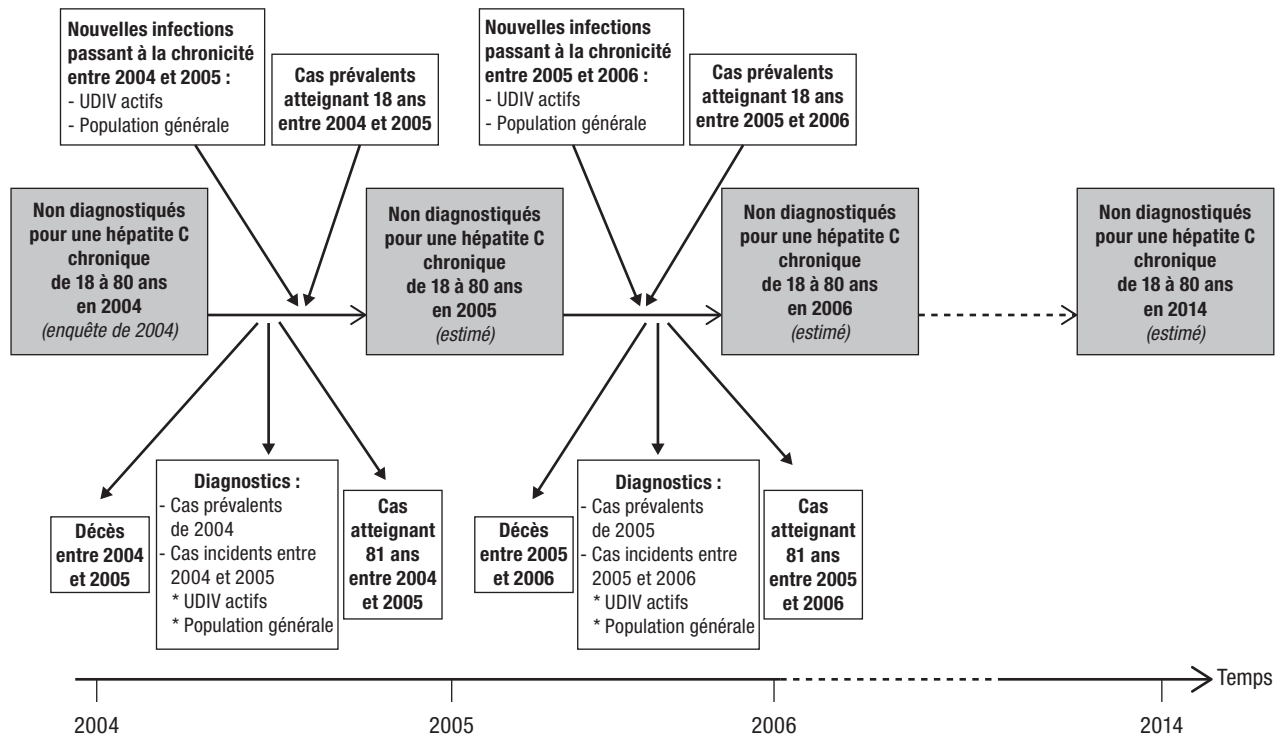 Nouvelles infections
passant à la chronicité
entre 2004 et 2005 :
- UDIV actifs
- Population générale
Cas prévalents
atteignant 18 ans
entre 2004 et 2005
Nouvelles infections
passant à la chronicité
entre 2005 et 2006 :
- UDIV actifs
- Population générale
Cas prévalents
atteignant 18 ans
entre 2005 et 2006
Non diagnostiqués
pour une hépatite C
chronique
de 18 à 80 ans
en 2004
(enquête de 2004)
Non diagnostiqués
pour une hépatite C
chronique
de 18 à 80 ans
en 2005
(estimé)
Non diagnostiqués
pour une hépatite C
chronique
de 18 à 80 ans
en 2006
(estimé)
Non diagnostiqués
pour une hépatite C
chronique
de 18 à 80 ans
en 2014
(estimé)
Décès
entre 2004
et 2005
Diagnostics :
- Cas prévalents
de 2004
- Cas incidents entre
2004 et 2005
* UDIV actifs
* Population générale
Cas
atteignant
81 ans
entre 2004
et 2005
Décès
entre 2005
et 2006
Diagnostics :
- Cas prévalents
de 2005
- Cas incidents entre
2005 et 2006
* UDIV actifs
* Population générale
Cas
atteignant
81 ans
entre 2005
et 2006
Temps
2004
2005
2006
2014